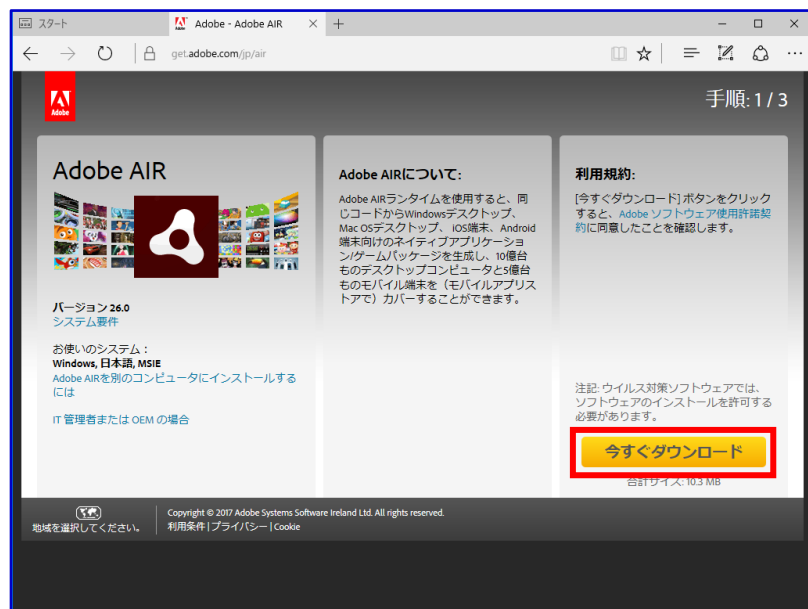 スタート
Adobe - Adobe AIR
get.adobe.com/jp/air
Adobe
手順: 1 / 3
Adobe AIR
バージョン 26.0
システム要件
お使いのシステム：
Windows, 日本語, MSIE
Adobe AIRを別のコンピュータにインストールする
には
IT 管理者または OEM の場合
Adobe AIRについて:
Adobe AIRランタイムを使用すると、同
じコードからWindowsデスクトップ、
Mac OSデスクトップ、 iOS端末、Android
端末向けのネイティブアプリケーショ
ン/ゲームパッケージを生成し、10億台
ものデスクトップコンピュータと5億台
ものモバイル端末を（モバイルアプリス
トアで）カバーすることができます。
利用規約:
[今すぐダウンロード] ボタンをクリック
すると、Adobe ソフトウェア使用許諾契
約に同意したことを確認します。
注記: ウイルス対策ソフトウェアでは、
ソフトウェアのインストールを許可する
必要があります。
今すぐダウンロード
合計サイズ: 10.3 MB
地域を選択してください。
Copyright © 2017 Adobe Systems Software Ireland Ltd. All rights reserved.
利用条件 | プライバシー | Cookie